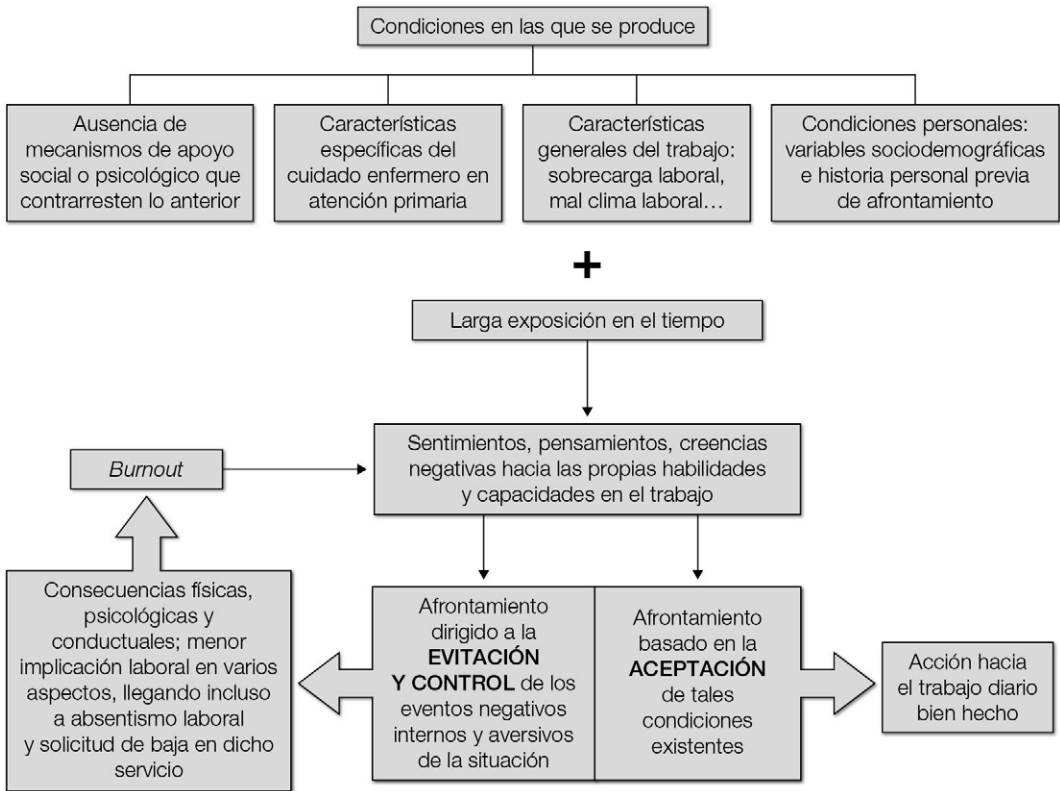 Condiciones en las que se produce
Ausencia de
mecanismos de apoyo
social o psicológico que
contrarresten lo anterior
Características
específicas del
cuidado enfermero en
atención primaria
Características
generales del trabajo:
sobrecarga laboral,
mal clima laboral…
Condiciones personales:
variables sociodemográficas
e historia personal previa
de afrontamiento
+
Larga exposición en el tiempo
Burnout
Sentimientos, pensamientos, creencias
negativas hacia las propias habilidades
y capacidades en el trabajo
Consecuencias físicas,
psicológicas y
conductuales; menor
implicación laboral en varios
aspectos, llegando incluso
a absentismo laboral
y solicitud de baja en dicho
servicio
Afrontamiento
dirigido a la
EVITACIÓN
Y CONTROL de los
eventos negativos
internos y aversivos
de la situación
Afrontamiento
basado en la
ACEPTACIÓN
de tales
condiciones
existentes
Acción hacia
el trabajo diario
bien hecho